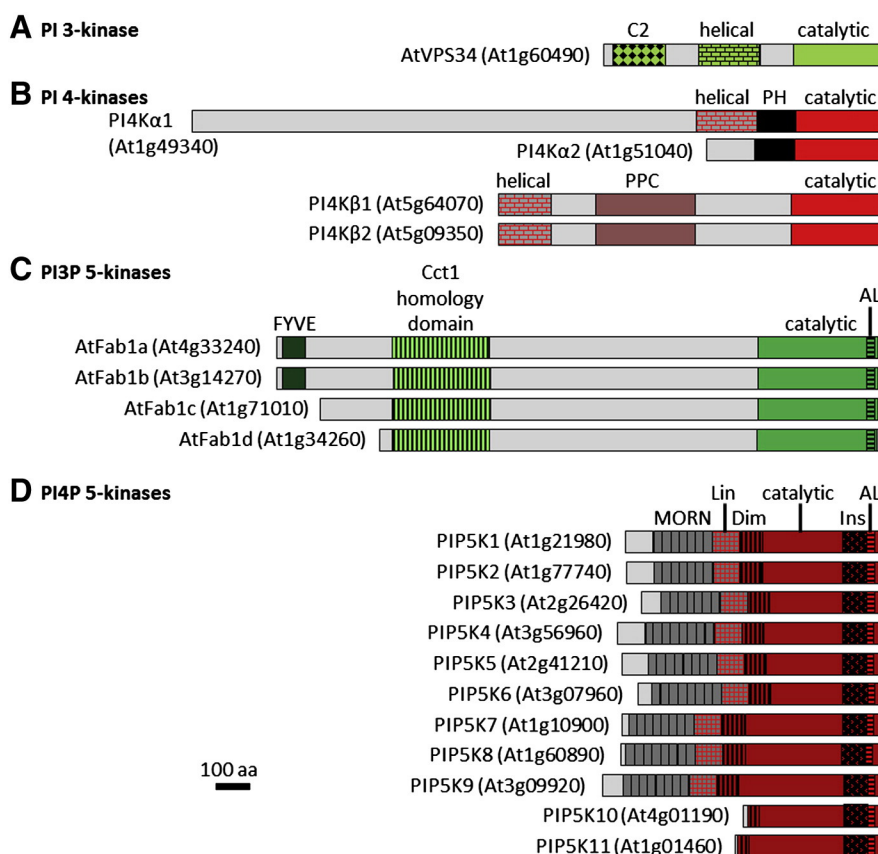 A PI 3-kinase
C2 helical catalytic
AtVPS34 (At1g60490)
B PI 4-kinases
helical PH catalytic
PI4Kα1
(At1g49340)
PI4Kα2 (At1g51040)
helical PPC catalytic
PI4Kβ1 (At5g64070)
PI4Kβ2 (At5g09350)
C PI3P 5-kinases
Cct1
homology
domain
FYVE
catalytic
AL
AtFab1a (At4g33240)
AtFab1b (At3g14270)
AtFab1c (At1g71010)
AtFab1d (At1g34260)
D PI4P 5-kinases
Lin catalytic AL
MORN Dim Ins
PIP5K1 (At1g21980)
PIP5K2 (At1g77740)
PIP5K3 (At2g26420)
PIP5K4 (At3g56960)
PIP5K5 (At2g41210)
PIP5K6 (At3g07960)
PIP5K7 (At1g10900)
PIP5K8 (At1g60890)
100 aa
PIP5K9 (At3g09920)
PIP5K10 (At4g01190)
PIP5K11 (At1g01460)